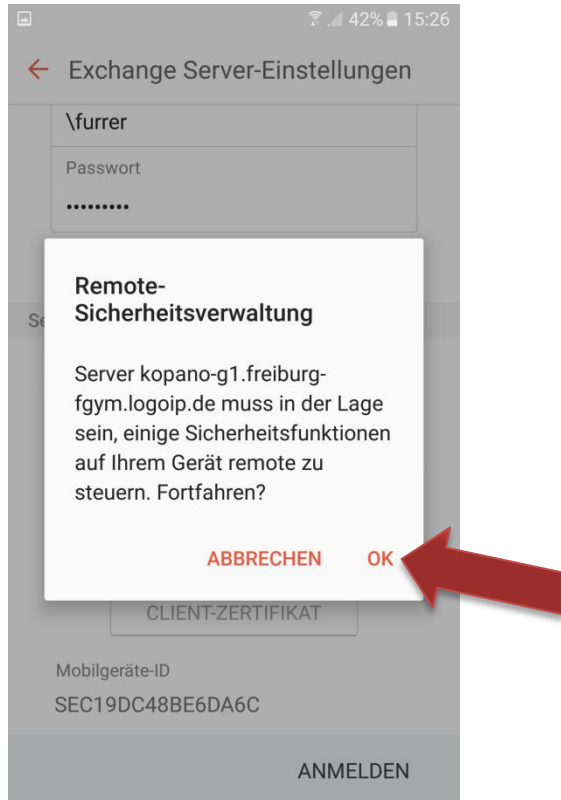 42% 15:26
Exchange Server-Einstellungen
\furrer
Passwort
•••••••••
Se
Remote-
Sicherheitsverwaltung
Server kopano-g1.freiburg-
fgym.logoip.de muss in der Lage
sein, einige Sicherheitsfunktionen
auf Ihrem Gerät remote zu
steuern. Fortfahren?
ABBRECHEN OK
CLIENT-ZERTIFIKAT
Mobilgeräte-ID
SEC19DC48BE6DA6C
ANMELDEN